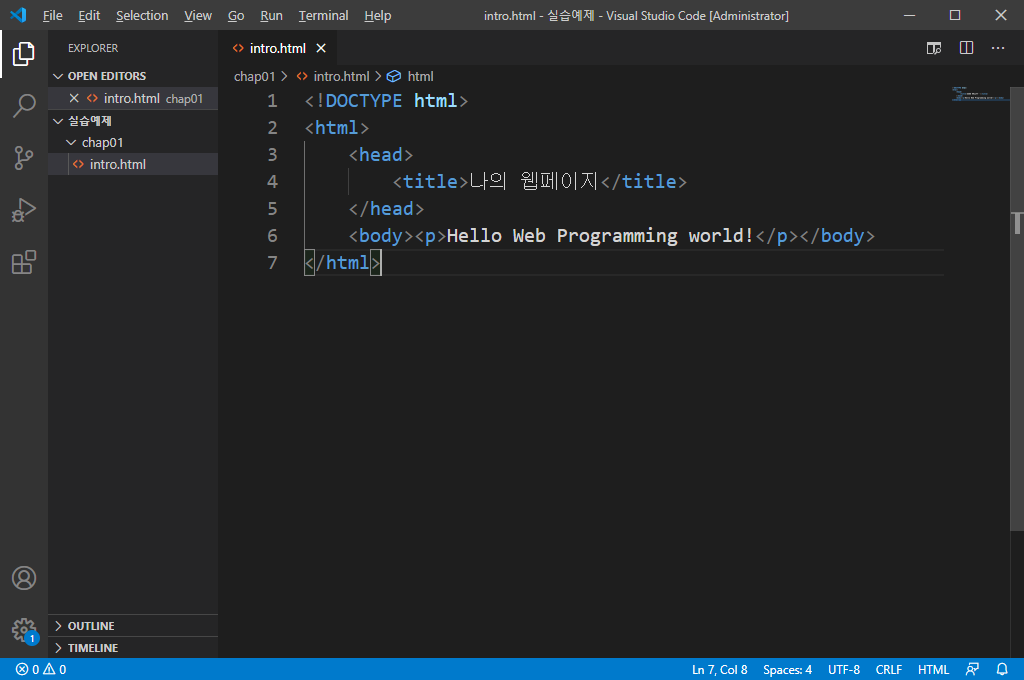 File Edit Selection View Go Run Terminal Help intro.html - 실습예제 - Visual Studio Code [Administrator]
EXPLORER
OPEN EDITORS
intro.html chap01
실습예제
chap01
intro.html
OUTLINE
TIMELINE
intro.html
chap01 > intro.html > html
1 <!DOCTYPE html>
2 <html>
3 <head>
4 <title>나의 웹페이지</title>
5 </head>
6 <body><p>Hello Web Programming world!</p></body>
7 </html>
1
0 0 Ln 7, Col 8 Spaces: 4 UTF-8 CRLF HTML